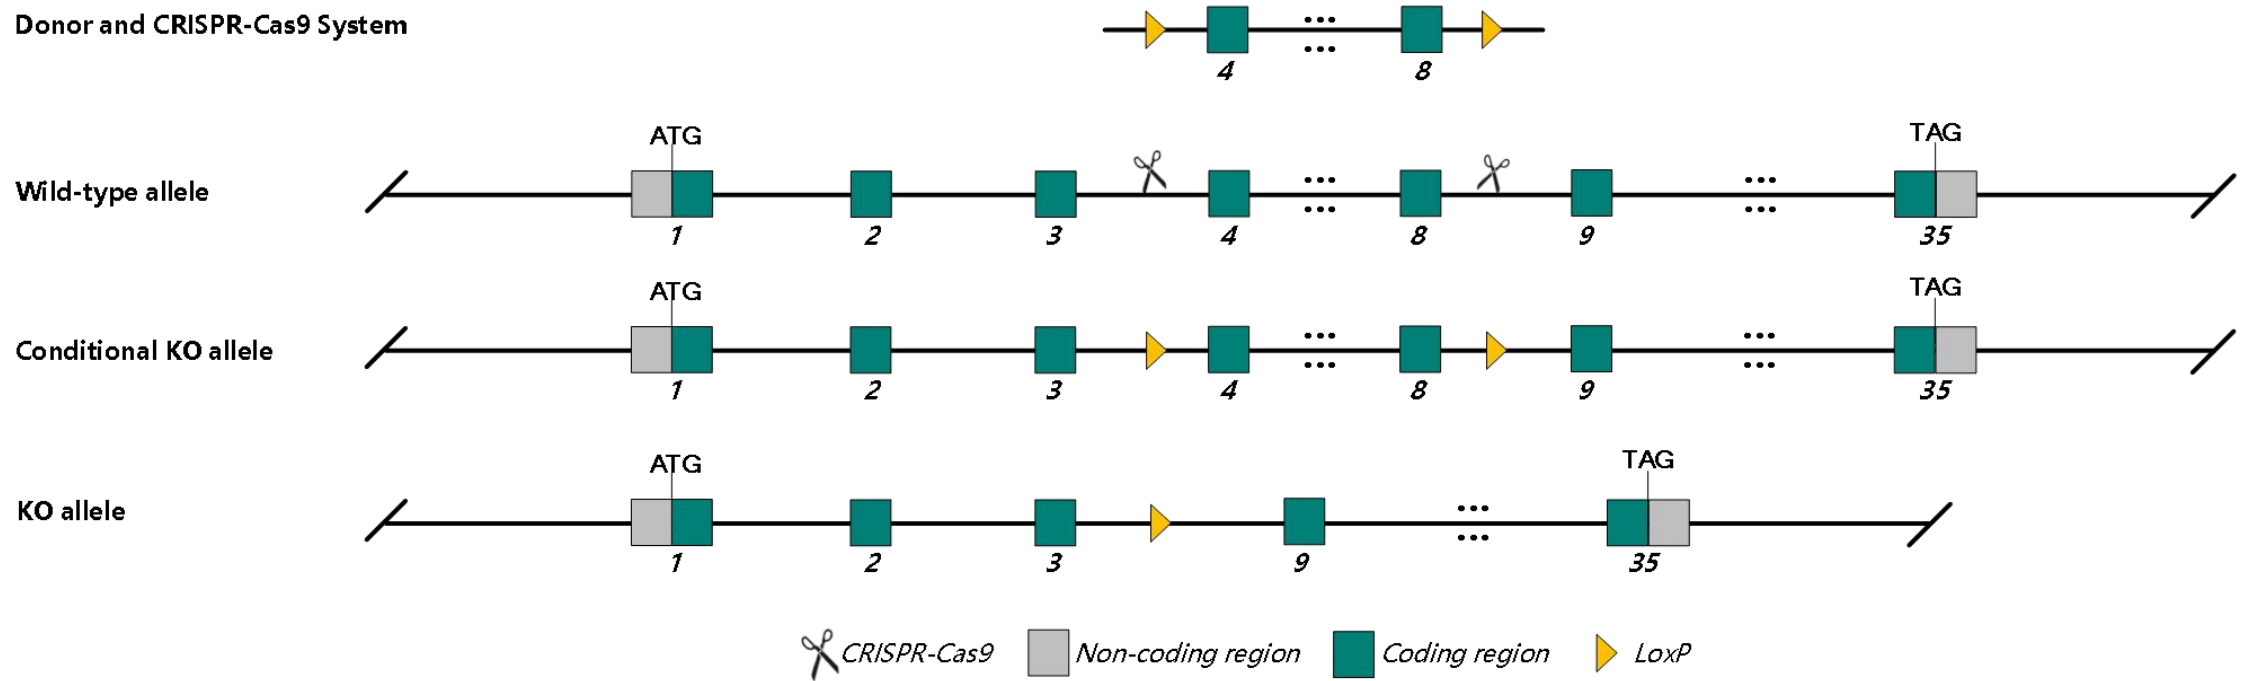 Donor and CRISPR-Cas9 System
4 ... 8
ATG TAG
Wild-type allele
1 2 3 4 ... 8 9 ... 35
ATG TAG
Conditional KO allele
1 2 3 4 ... 8 9 ... 35
ATG TAG
KO allele
1 2 3 9 ... 35
CRISPR-Cas9 Non-coding region Coding region LoxP